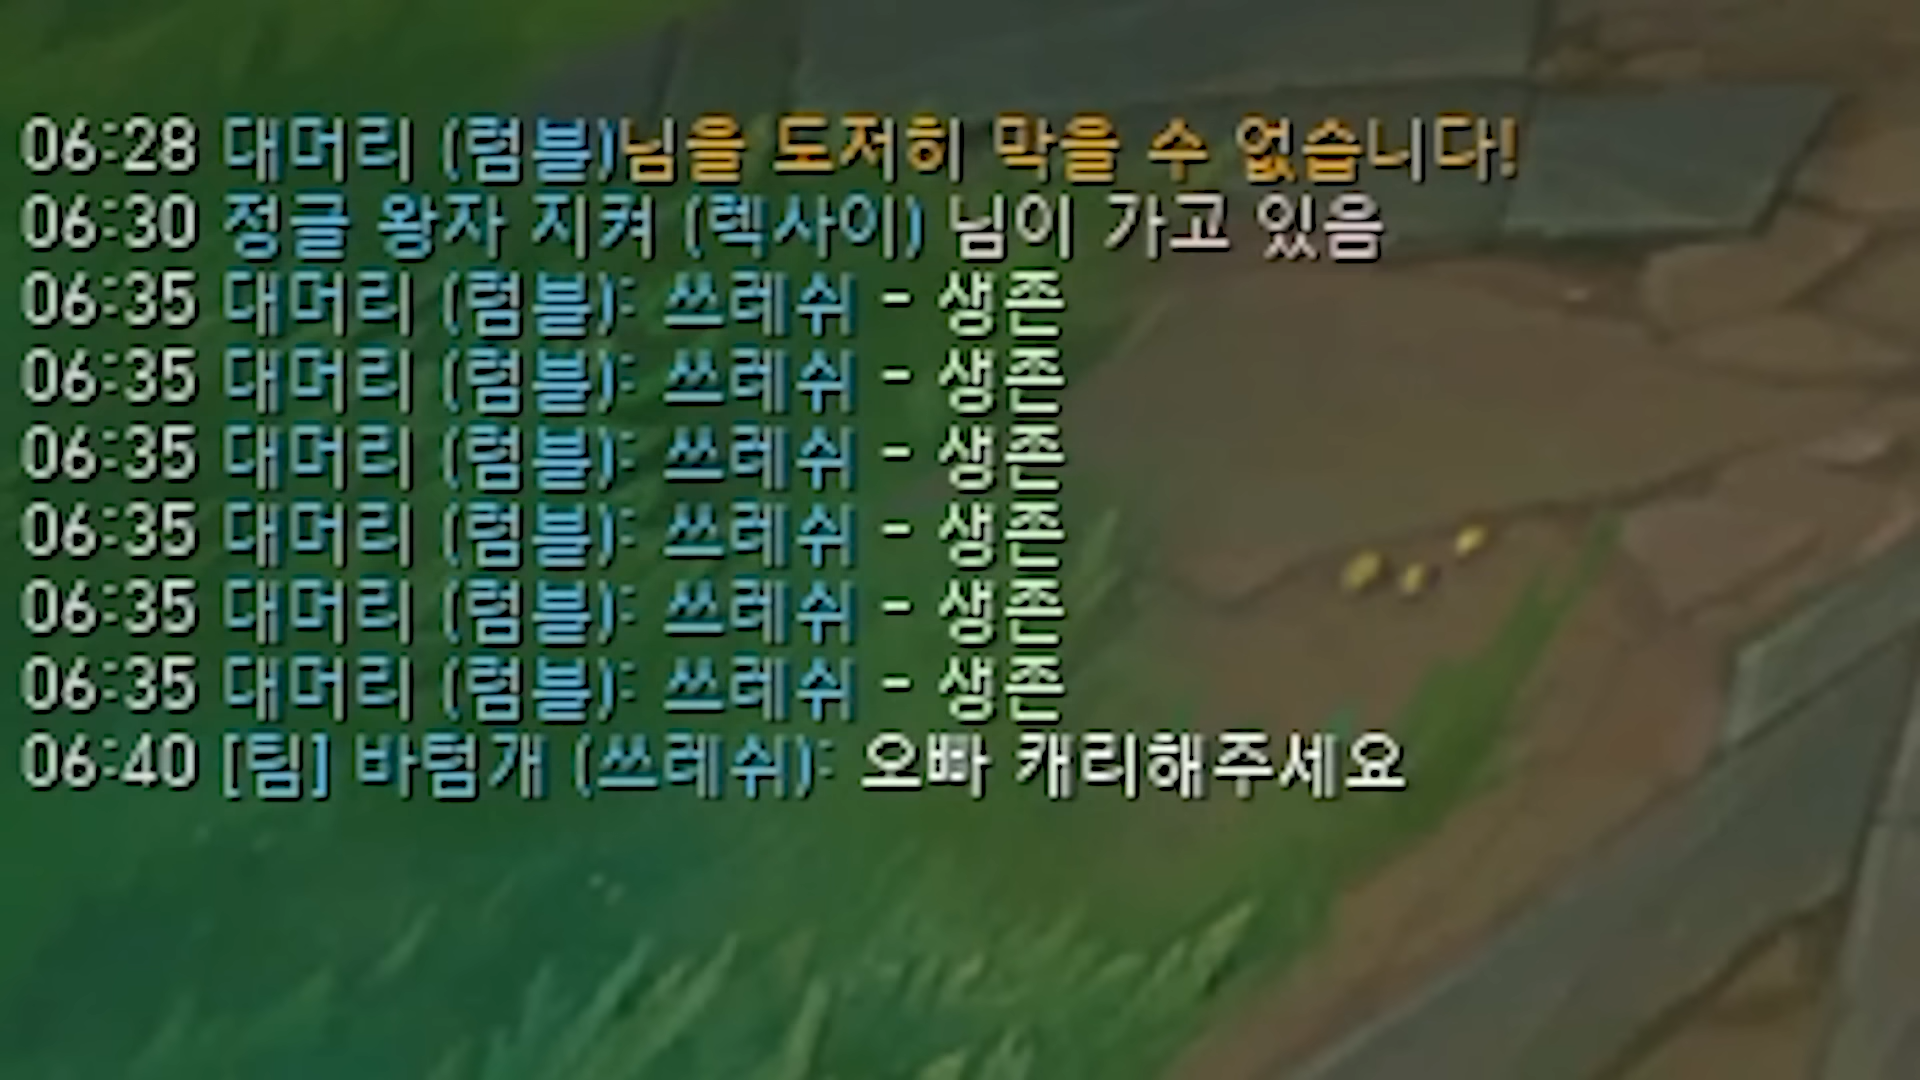 06:28 대머리 (럼블)님을 도저히 막을 수 없습니다!
06:30 정글 왕자 지켜 (렉사이) 님이 가고 있음
06:35 대머리 (럼블): 쓰레쉬 - 생존
06:35 대머리 (럼블): 쓰레쉬 - 생존
06:35 대머리 (럼블): 쓰레쉬 - 생존
06:35 대머리 (럼블): 쓰레쉬 - 생존
06:35 대머리 (럼블): 쓰레쉬 - 생존
06:35 대머리 (럼블): 쓰레쉬 - 생존
06:40 [팀] 바텀개 (쓰레쉬): 오빠 캐리해주세요